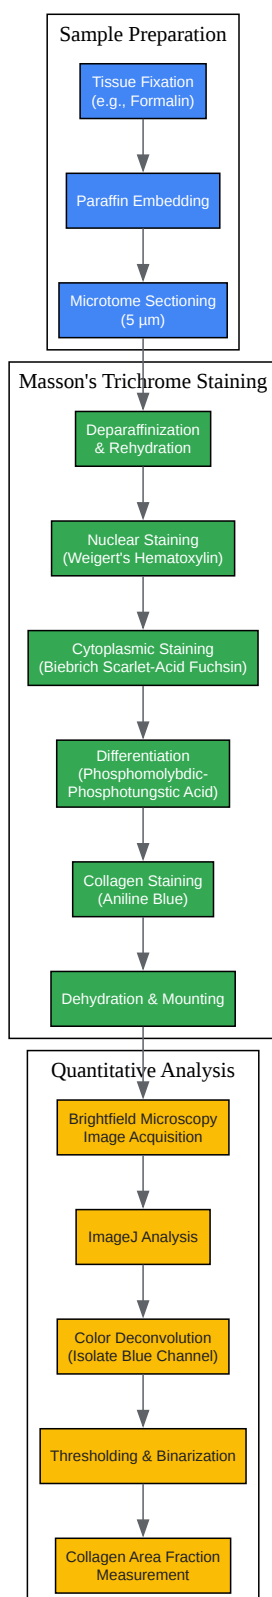 Sample Preparation
Tissue Fixation
(e.g., Formalin)
Paraffin Embedding
Microtome Sectioning
(5 µm)
Masson's Trichrome Staining
Deparaffinization
& Rehydration
Nuclear Staining
(Weigert's Hematoxylin)
Cytoplasmic Staining
(Biebrich Scarlet-Acid Fuchsin)
Differentiation
(Phosphomolybdic-
Phosphotungstic Acid)
Collagen Staining
(Aniline Blue)
Dehydration & Mounting
Quantitative Analysis
Brightfield Microscopy
Image Acquisition
ImageJ Analysis
Color Deconvolution
(Isolate Blue Channel)
Thresholding & Binarization
Collagen Area Fraction
Measurement